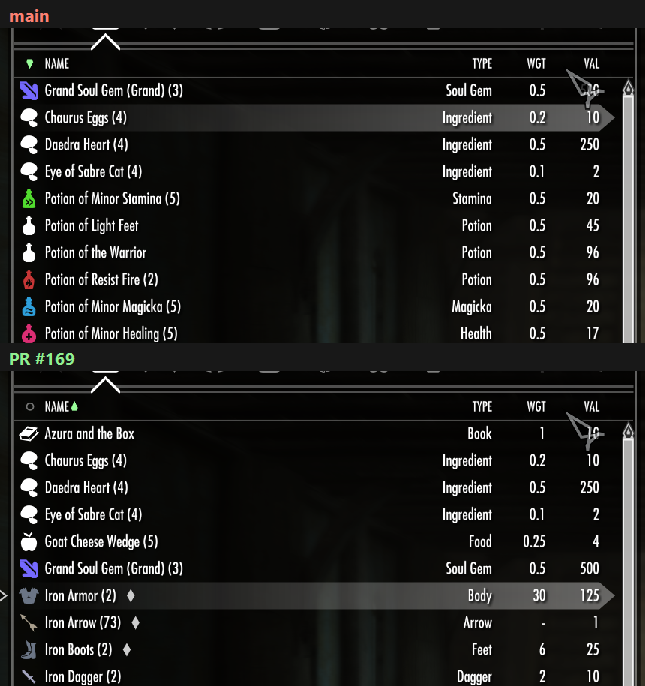 main
NAME TYPE WGT VAL
Grand Soul Gem (Grand) (3) Soul Gem 0.5
Chaurus Eggs (4) Ingredient 0.2 10
Daedra Heart (4) Ingredient 0.5 250
Eye of Sabre Cat (4) Ingredient 0.1 2
Potion of Minor Stamina (5) Stamina 0.5 20
Potion of Light Feet Potion 0.5 45
Potion of the Warrior Potion 0.5 96
Potion of Resist Fire (2) Potion 0.5 96
Potion of Minor Magicka (5) Magicka 0.5 20
Potion of Minor Healing (5) Health 0.5 17
PR #169
NAME TYPE WGT VAL
Azura and the Box Book 1
Chaurus Eggs (4) Ingredient 0.2 10
Daedra Heart (4) Ingredient 0.5 250
Eye of Sabre Cat (4) Ingredient 0.1 2
Goat Cheese Wedge (5) Food 0.25 4
Grand Soul Gem (Grand) (3) Soul Gem 0.5 500
Iron Armor (2) Body 30 125
Iron Arrow (73) Arrow - 1
Iron Boots (2) Feet 6 25
Iron Dagger (2) Dagger 2 10